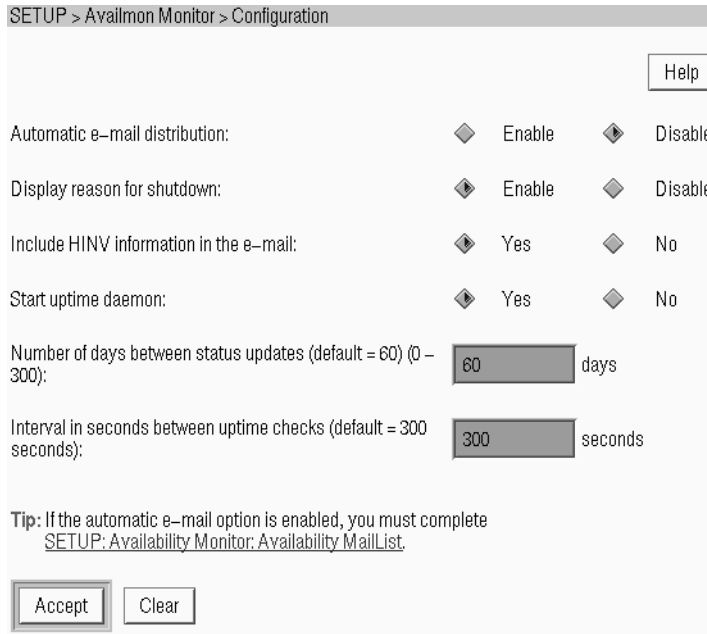 SETUP > Availmon Monitor > Configuration
Help
Automatic e–mail distribution: Enable Disable
Display reason for shutdown: Enable Disable
Include HINV information in the e–mail: Yes No
Start uptime daemon: Yes No
Number of days between status updates (default = 60) (0 –
300):
60 days
Interval in seconds between uptime checks (default = 300
seconds):
300 seconds
Tip: If the automatic e–mail option is enabled, you must complete
SETUP: Availability Monitor: Availability MailList.
Accept Clear